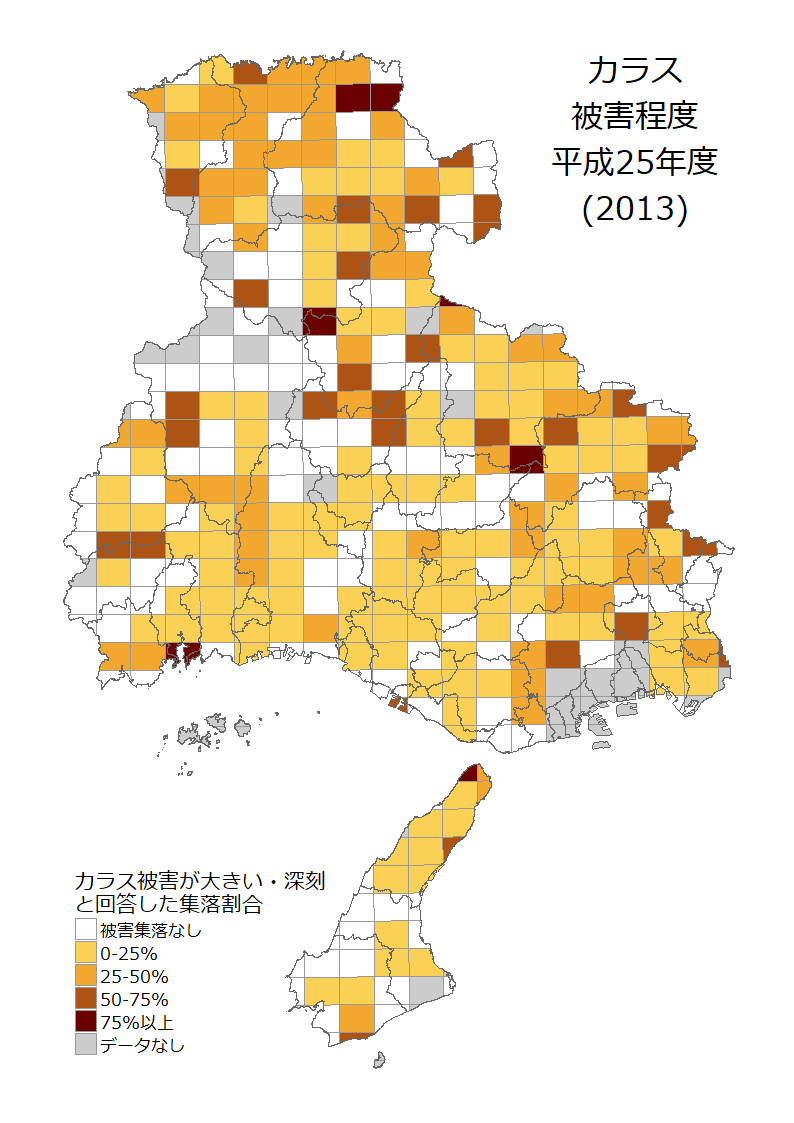 カラス
被害程度
平成25年度
(2013)
カラス被害が大きい・深刻
と回答した集落割合
被害集落なし
0-25%
25-50%
50-75%
75%以上
データなし